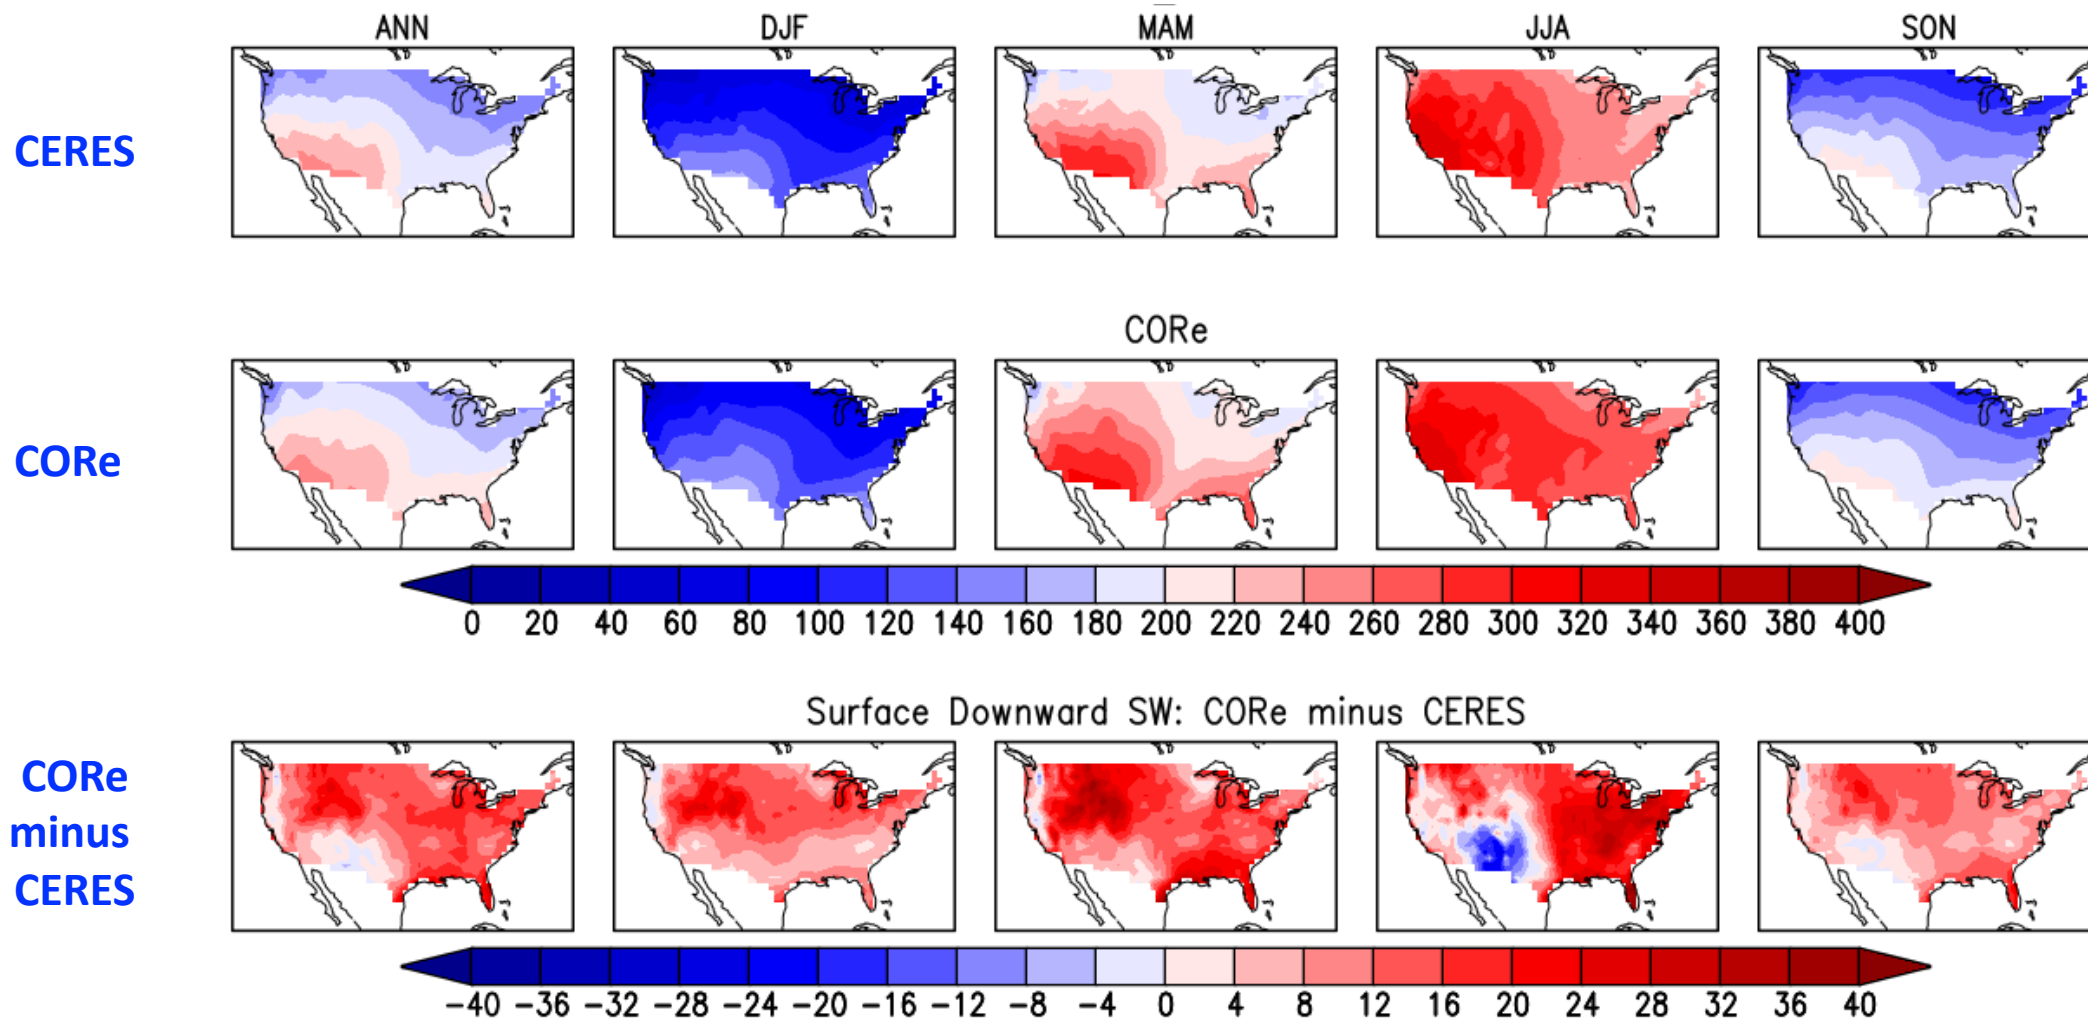 ANN DJF MAM JJA SON
CERES
CORe
CORe
0 20 40 60 80 100 120 140 160 180 200 220 240 260 280 300 320 340 360 380 400
Surface Downward SW: CORe minus CERES
CORe
minus
CERES
-40 -36 -32 -28 -24 -20 -16 -12 -8 -4 0 4 8 12 16 20 24 28 32 36 40